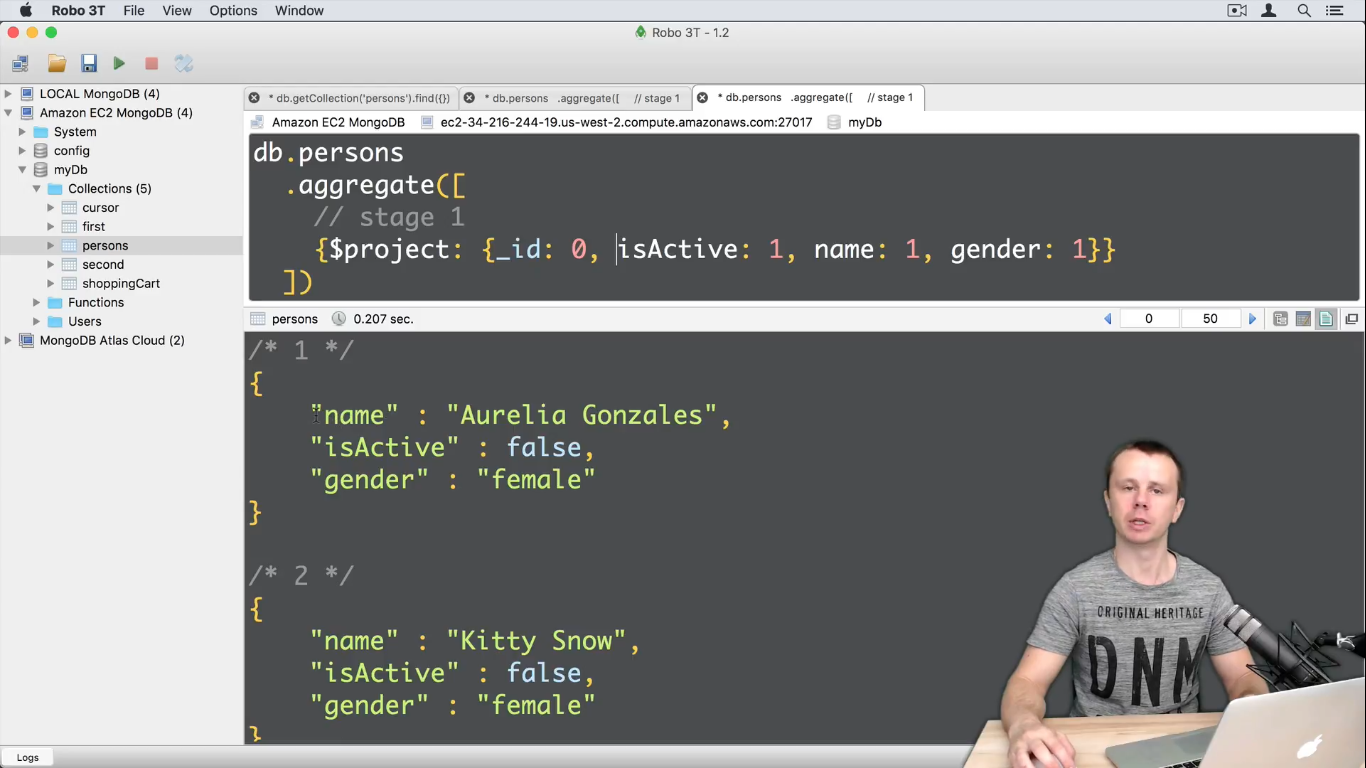 Robo 3T File View Options Window
Robo 3T - 1.2
LOCAL MongoDB (4)
Amazon EC2 MongoDB (4)
System
config
myDb
Collections (5)
cursor
first
persons
second
shoppingCart
Functions
Users
MongoDB Atlas Cloud (2)
* db.getCollection('persons').find({}) * db.persons .aggregate([ // stage 1 * db.persons .aggregate([ // stage 1
Amazon EC2 MongoDB ec2-34-216-244-19.us-west-2.compute.amazonaws.com:27017 myDb
db.persons
.aggregate([
// stage 1
{$project: {_id: 0, isActive: 1, name: 1, gender: 1}}
])
persons 0.207 sec. 0 50
/* 1 */
{
"name" : "Aurelia Gonzales",
"isActive" : false,
"gender" : "female"
}
/* 2 */
{
"name" : "Kitty Snow",
"isActive" : false,
"gender" : "female"
}
ORIGINAL HERITAGE
DNM
Logs